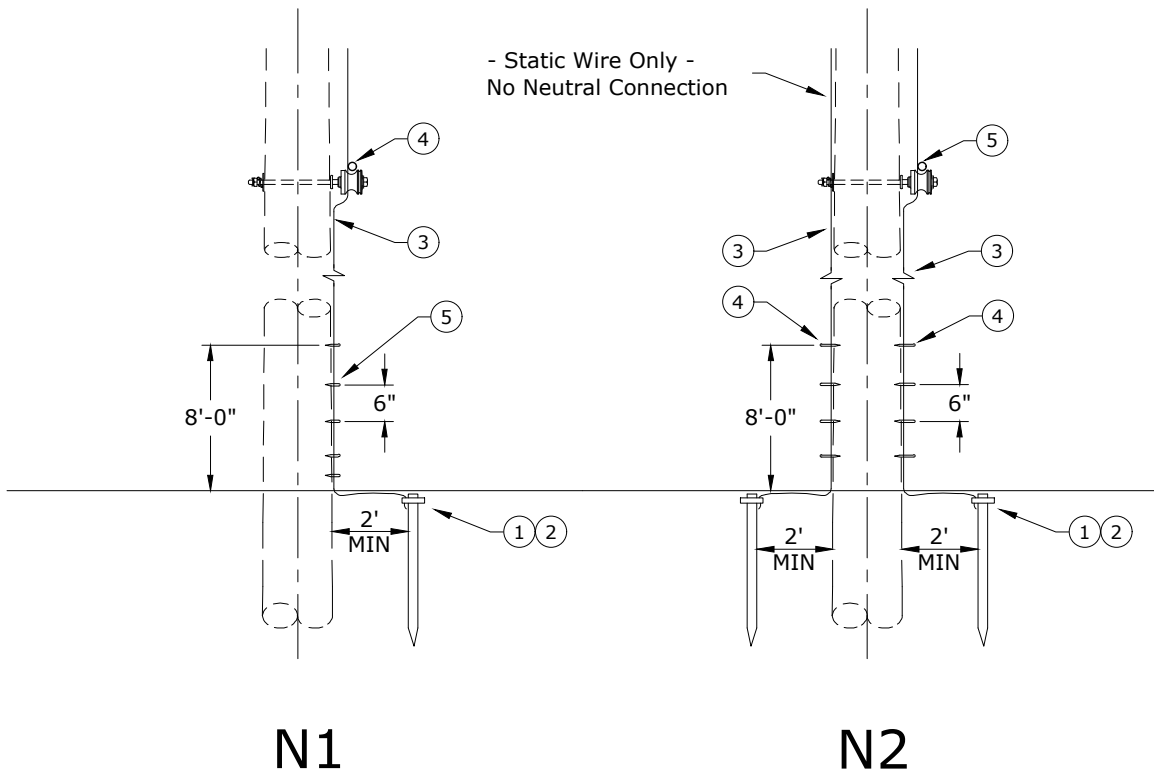 - Static Wire Only -
No Neutral Connection
4
5
3
3
3
5
4
4
8'-0"
6"
8'-0"
6"
2'
MIN
1 2
2'
MIN
2'
MIN
1 2
N1
N2